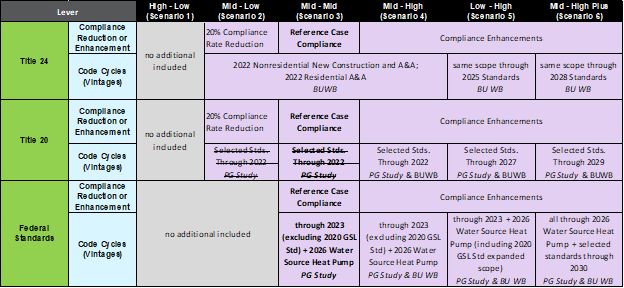 Lever
High - Low
(Scenario 1)
Mid - Low
(Scenario 2)
Mid - Mid
(Scenario 3)
Mid - High
(Scenario 4)
Low - High
(Scenario 5)
Mid - High Plus
(Scenario 6)
Title 24
Compliance
Reduction or
Enhancement
no additional
included
20% Compliance
Rate Reduction
Reference Case
Compliance
Compliance Enhancements
Code Cycles
(Vintages)
2022 Nonresidential New Construction and A&A;
2022 Residential A&A
BUWB
same scope through
2025 Standards
BU WB
same scope through
2028 Standards
BU WB
Title 20
Compliance
Reduction or
Enhancement
no additional
included
20% Compliance
Rate Reduction
Reference Case
Compliance
Compliance Enhancements
Code Cycles
(Vintages)
Selected Stds.
Through 2022
PG Study
Selected Stds.
Through 2022
PG Study
Selected Stds.
Through 2022
PG Study & BUWB
Selected Stds.
Through 2027
PG Study & BUWB
Selected Stds.
Through 2029
PG Study & BUWB
Federal
Standards
Compliance
Reduction or
Enhancement
no additional included
Reference Case
Compliance
Compliance Enhancements
Code Cycles
(Vintages)
through 2023
(excluding 2020 GSL
Std) + 2026 Water
Source Heat Pump
PG Study
through 2023
(excluding 2020 GSL
Std) + 2026 Water
Source Heat Pump
PG Study & BU WB
through 2023 + 2026
Water Source Heat
Pump (including 2020
GSL Std expanded
scope)
PG Study & BU WB
all through 2026
Water Source Heat
Pump + selected
standards through
2030
PG Study & BU WB